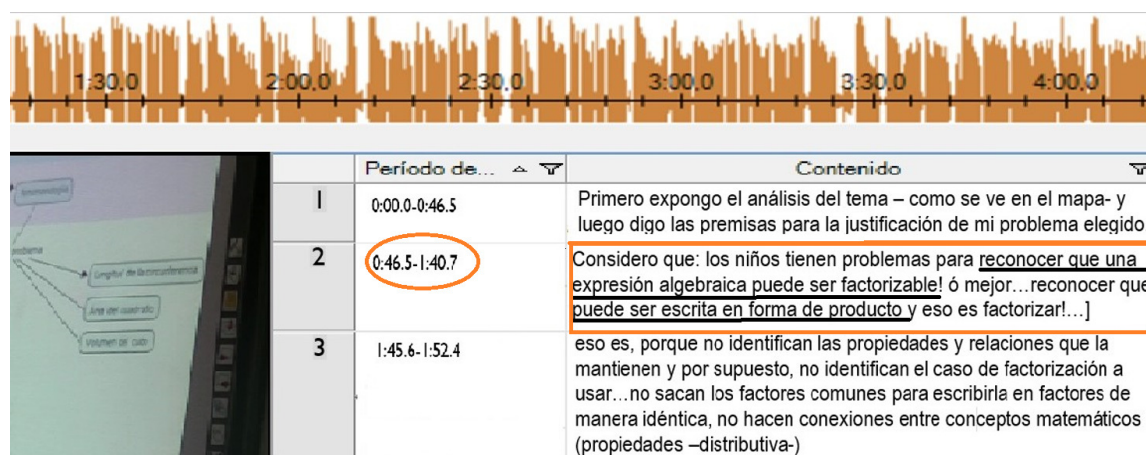 1:30.0 2:00.0 2:30.0 3:00.0 3:30.0 4:00.0
Período de... Contenido
1 0:00.0-0:46.5 Primero expongo el análisis del tema – como se ve en el mapa- y
luego digo las premisas para la justificación de mi problema elegido
2 0:46.5-1:40.7 Considero que: los niños tienen problemas para reconocer que una
expresión algebraica puede ser factorizable! ó mejor…reconocer que
puede ser escrita en forma de producto y eso es factorizar!…]
3 1:45.6-1:52.4 eso es, porque no identifican las propiedades y relaciones que la
mantienen y por supuesto, no identifican el caso de factorización a
usar…no sacan los factores comunes para escribirla en factores de
manera idéntica, no hacen conexiones entre conceptos matemáticos
(propiedades –distributiva-)
problema
Longitud de la circunferencia
Área del cuadrado
Volumen de cubo